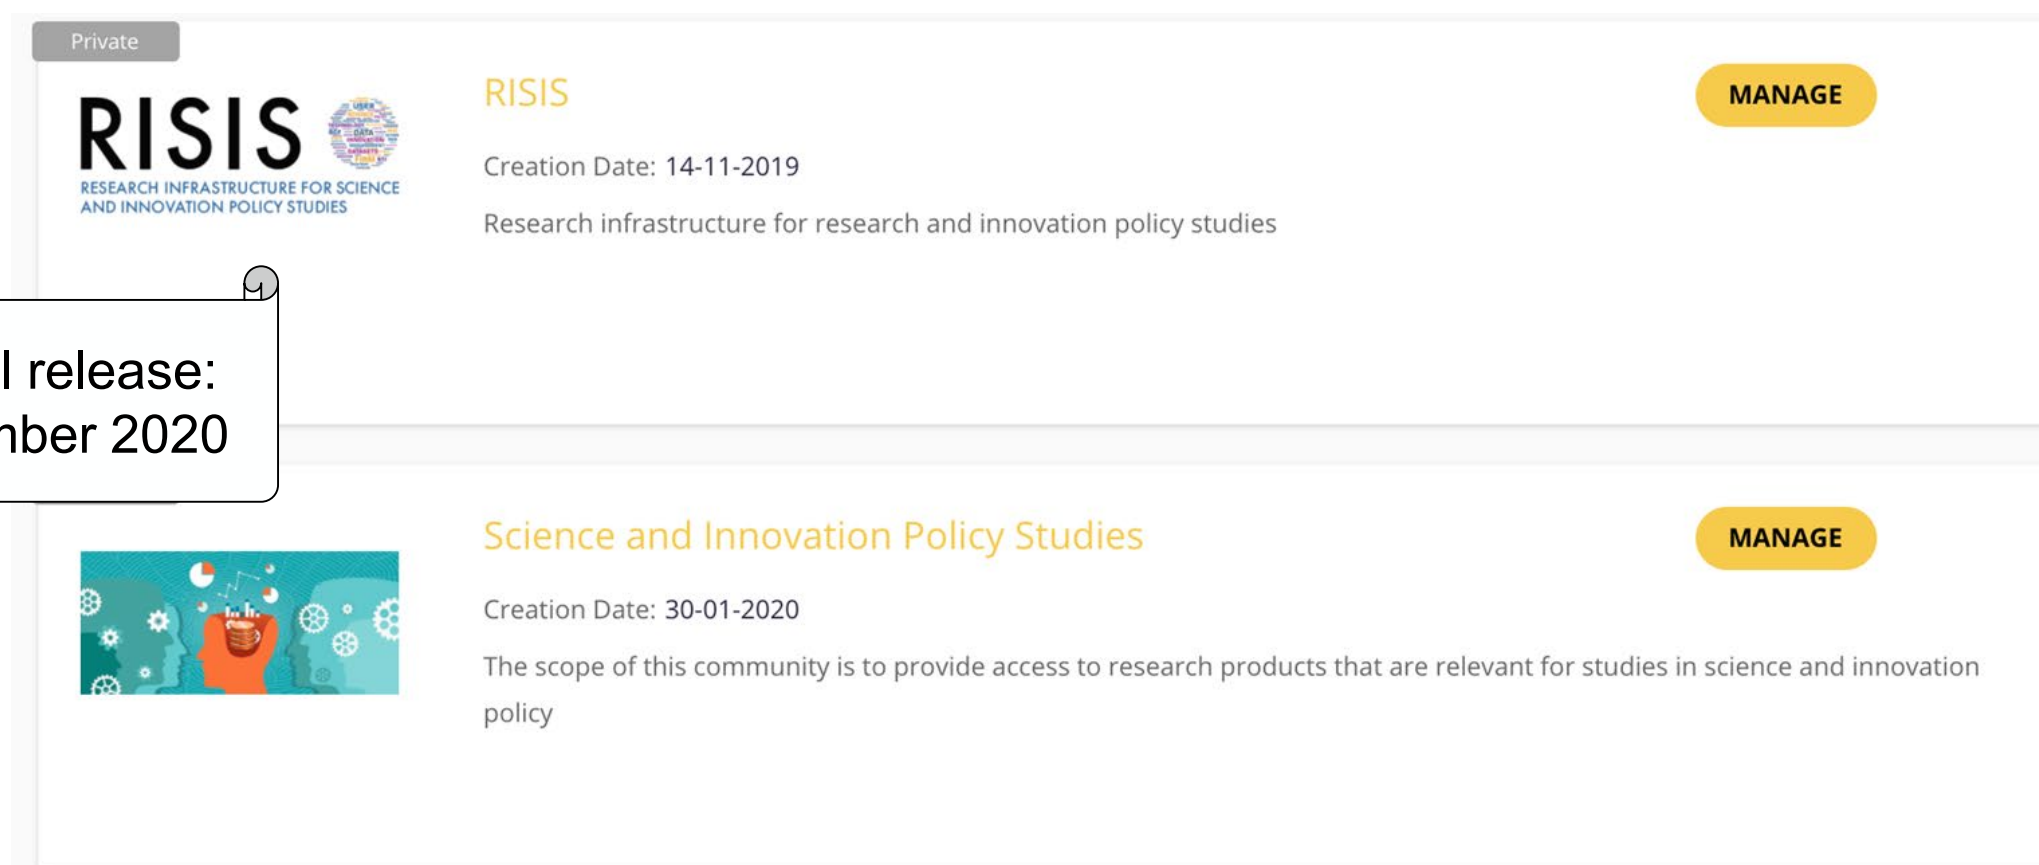 Private
RISIS
RESEARCH INFRASTRUCTURE FOR SCIENCE
AND INNOVATION POLICY STUDIES
RISIS
MANAGE
Creation Date: 14-11-2019
Research infrastructure for research and innovation policy studies
release:
2020
Science and Innovation Policy Studies
MANAGE
Creation Date: 30-01-2020
The scope of this community is to provide access to research products that are relevant for studies in science and innovation
policy